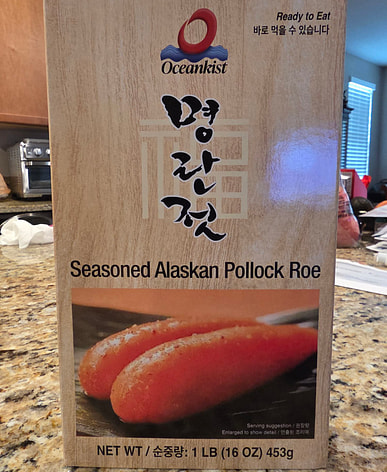 Ready to Eat
바로 먹을 수 있습니다
Oceankist
명
란
젓
Seasoned Alaskan Pollock Roe
Serving suggestion /
Enlarged to show detail /
NET WT / 순중량: 1 LB (16 OZ) 453g